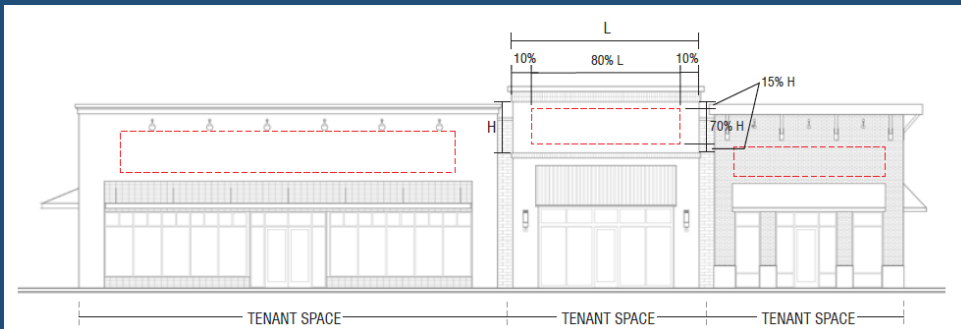 L
10%
80% L
10%
15% H
H
70% H
TENANT SPACE
TENANT SPACE
TENANT SPACE